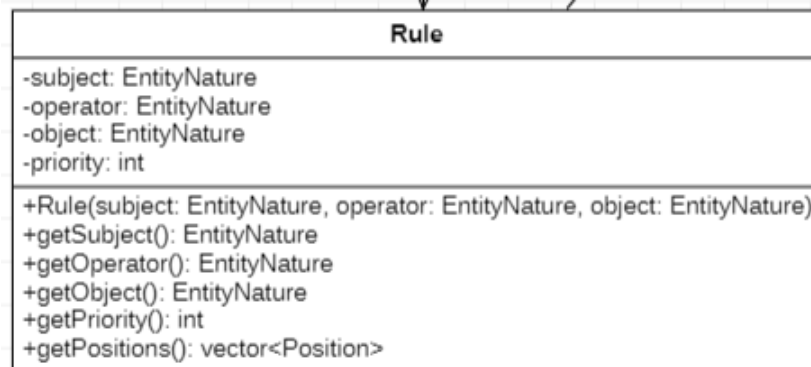 Rule
-subject: EntityNature
-operator: EntityNature
-object: EntityNature
-priority: int
+Rule(subject: EntityNature, operator: EntityNature, object: EntityNature)
+getSubject(): EntityNature
+getOperator(): EntityNature
+getObject(): EntityNature
+getPriority(): int
+getPositions(): vector<Position>